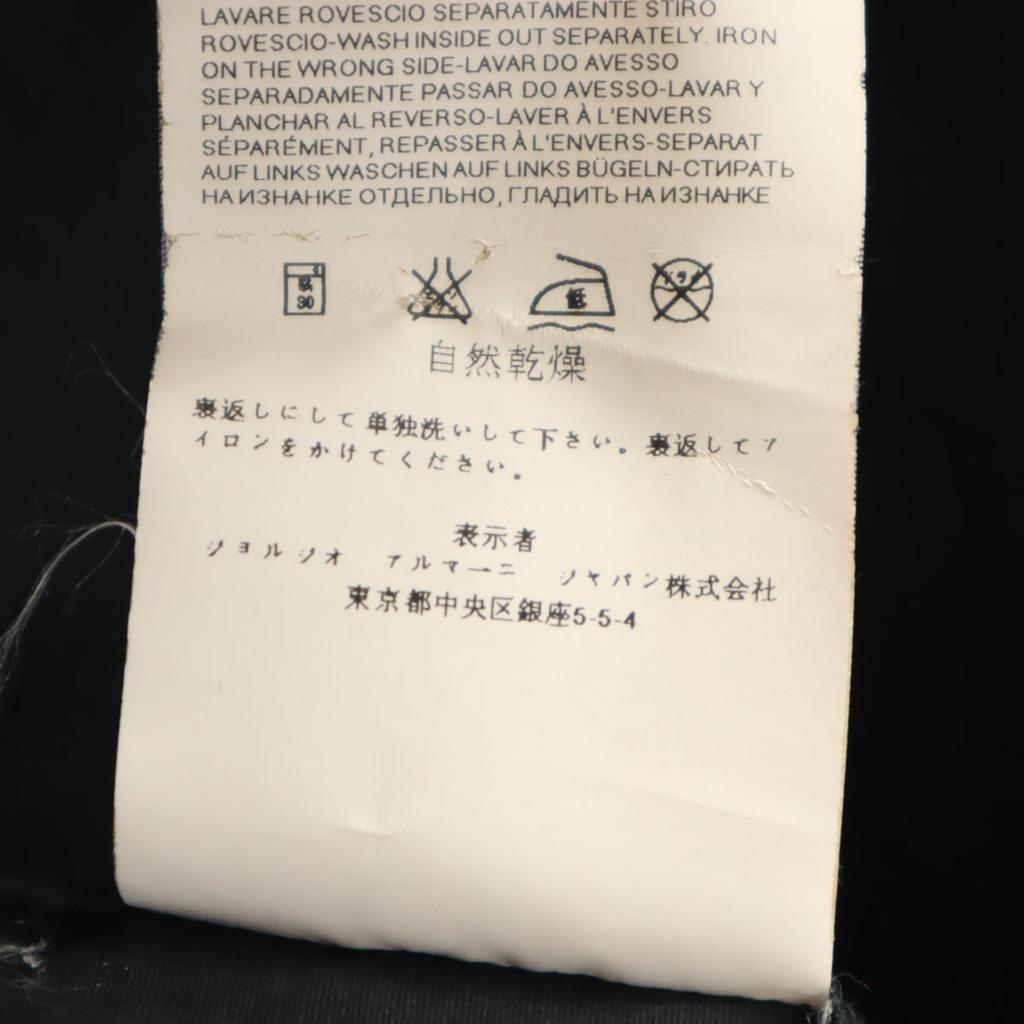 LAVARE ROVESCIO SEPARATAMENTE STIRO
ROVESCIO-WASH INSIDE OUT SEPARATELY. IRON
ON THE WRONG SIDE-LAVAR DO AVESSO
SEPARADAMENTE PASSAR DO AVESSO-LAVAR Y
PLANCHAR AL REVERSO-LAVER À L'ENVERS
SÉPARÉMENT, REPASSER À L'ENVERS-SEPARAT
AUF LINKS WASCHEN AUF LINKS BÜGELN-СТИРАТЬ
НА ИЗНАНКЕ ОТДЕЛЬНО, ГЛАДИТЬ НА ИЗНАНКЕ
30 低 ドライ
自然乾燥
裏返しにして単独洗いして下さい。裏返してア
イロンをかけてください。
表示者
ジョルジオ アルマーニ ジャパン株式会社
東京都中央区銀座5-5-4